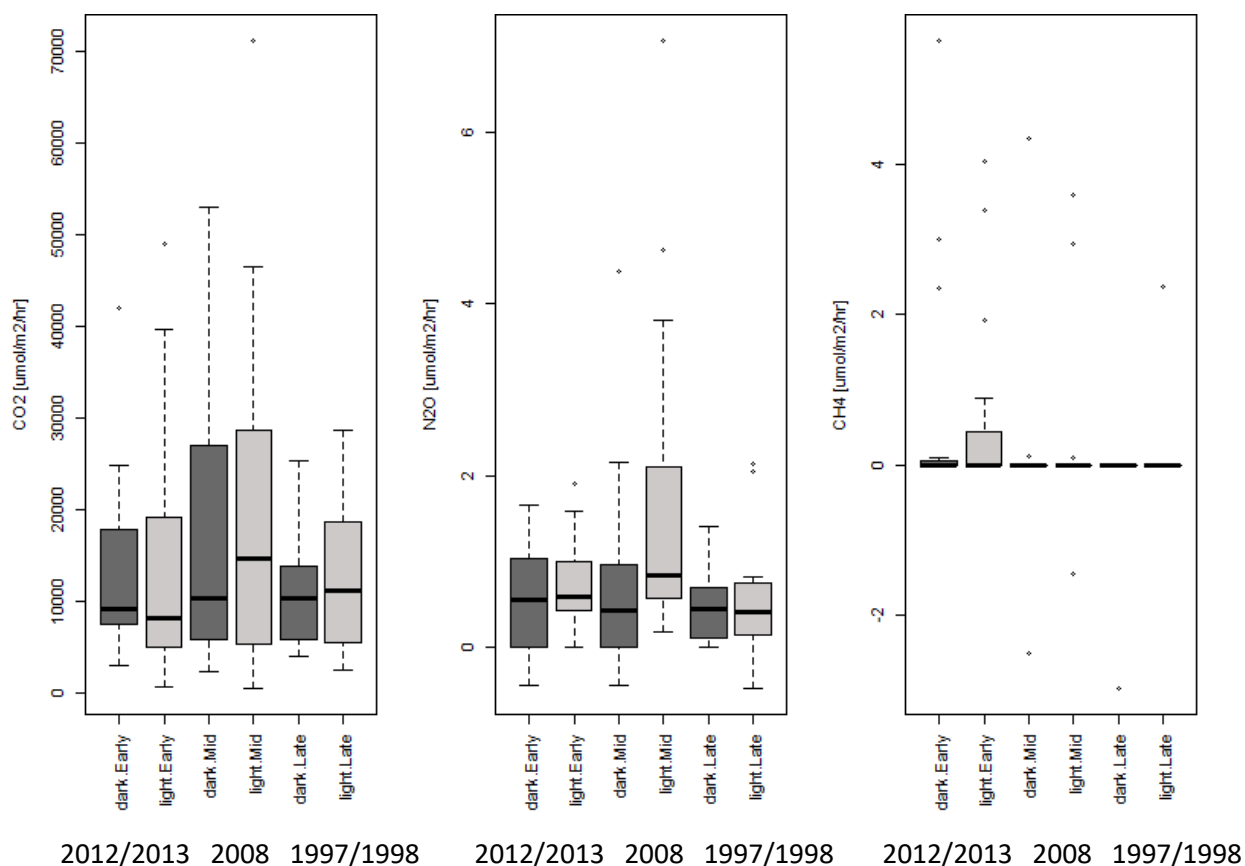 CO2 [umol/m2/hr]
70000
60000
50000
40000
30000
20000
10000
0
dark.Early
light.Early
dark.Mid
light.Mid
dark.Late
light.Late
2012/2013 2008 1997/1998
N2O [umol/m2/hr]
6
4
2
0
dark.Early
light.Early
dark.Mid
light.Mid
dark.Late
light.Late
2012/2013 2008 1997/1998
CH4 [umol/m2/hr]
4
2
0
-2
dark.Early
light.Early
dark.Mid
light.Mid
dark.Late
light.Late
2012/2013 2008 1997/1998